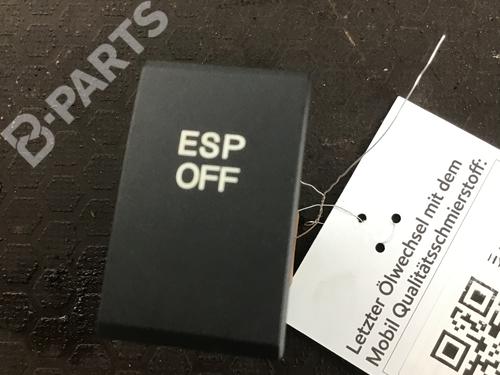 B-PARTS
ESP
OFF
Letzter Ölwechsel mit dem
Mobil Qualitätsschmierstoff: